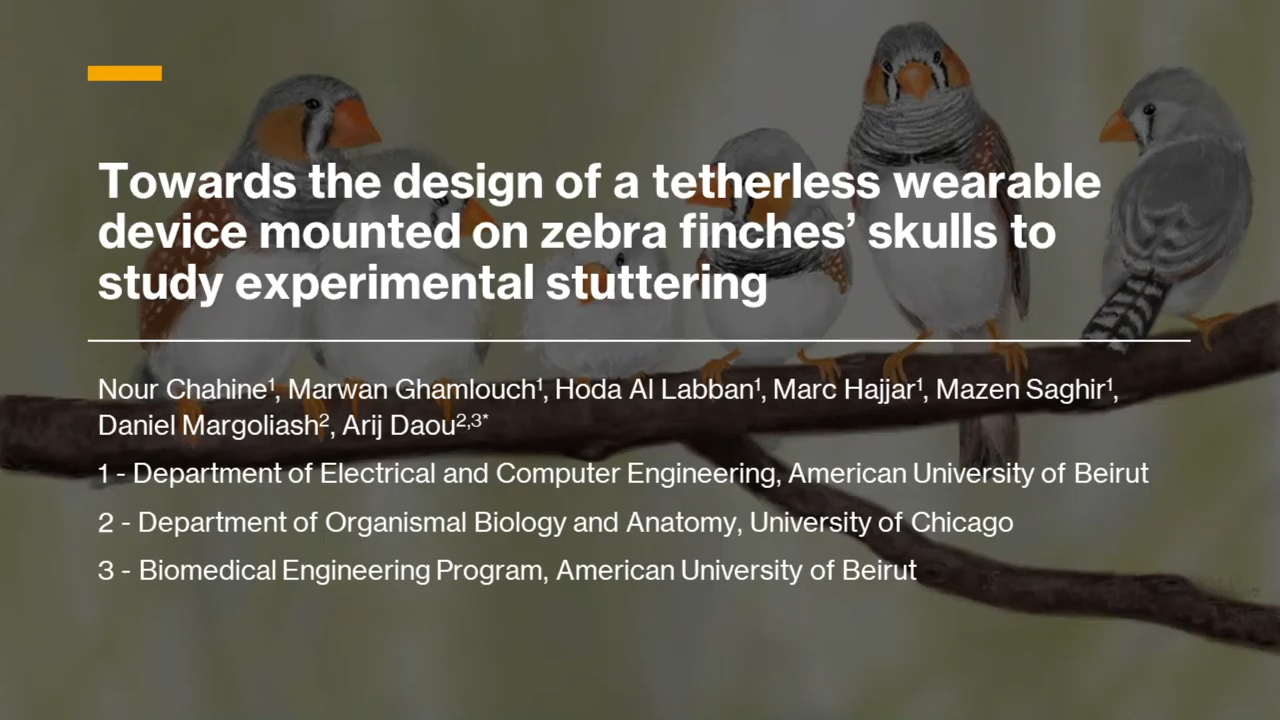 Towards the design of a tetherless wearable
device mounted on zebra finches’ skulls to
study experimental stuttering
Nour Chahine¹, Marwan Ghamlouch¹, Hoda Al Labban¹, Marc Hajjar¹, Mazen Saghir¹,
Daniel Margoliash², Arij Daou²,³*
1 - Department of Electrical and Computer Engineering, American University of Beirut
2 - Department of Organismal Biology and Anatomy, University of Chicago
3 - Biomedical Engineering Program, American University of Beirut